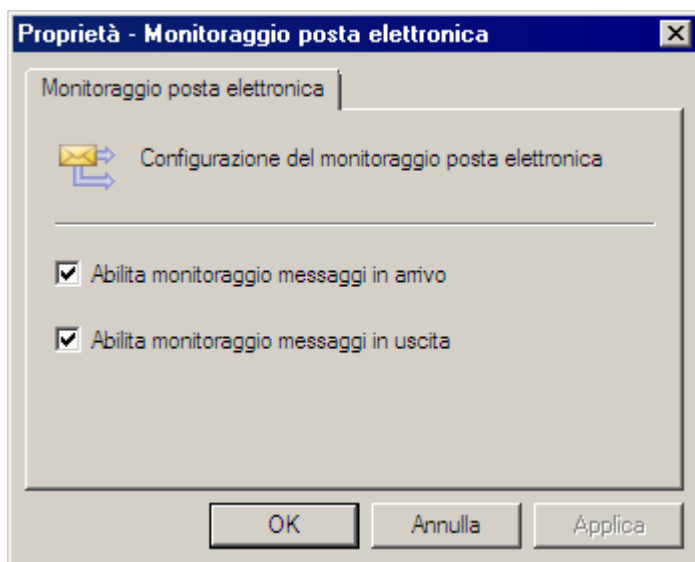 Proprietà - Monitoraggio posta elettronica
Monitoraggio posta elettronica
Configurazione del monitoraggio posta elettronica
Abilita monitoraggio messaggi in arrivo
Abilita monitoraggio messaggi in uscita
OK Annulla Applica